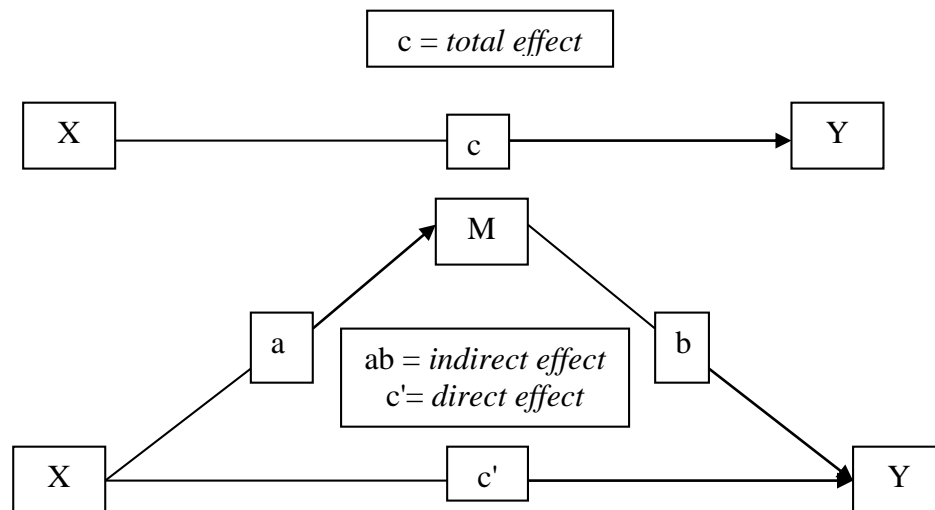 c = total effect
X
c
Y
M
a
b
ab = indirect effect
c'= direct effect
X
c'
Y